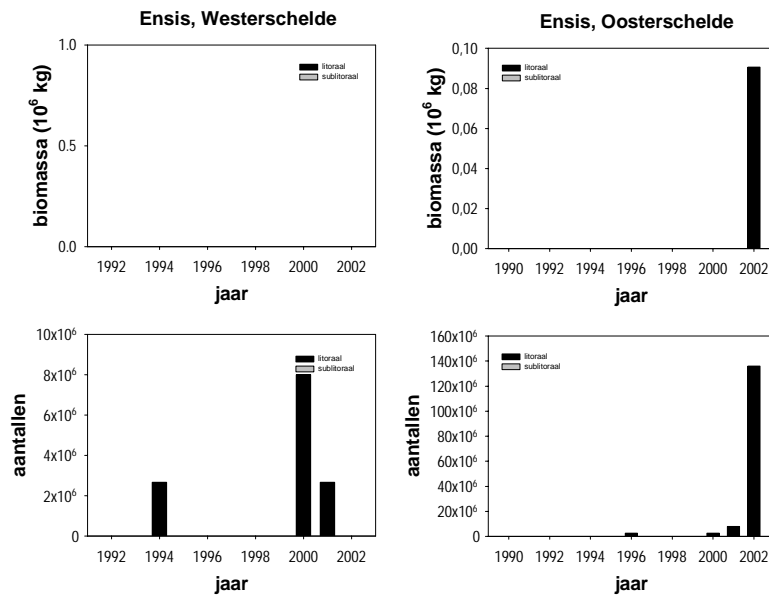 Ensis, Westerschelde
1.0
0.5
0.0
biomassa (10⁶ kg)
litoraal
sublitoraal
1992 1994 1996 1998 2000 2002
jaar
Ensis, Oosterschelde
0,10
0,08
0,06
0,04
0,02
0,00
biomassa (10⁶ kg)
litoraal
sublitoraal
1990 1992 1994 1996 1998 2000 2002
jaar
10x10⁶
8x10⁶
6x10⁶
4x10⁶
2x10⁶
0
aantallen
litoraal
sublitoraal
1992 1994 1996 1998 2000 2002
jaar
160x10⁶
140x10⁶
120x10⁶
100x10⁶
80x10⁶
60x10⁶
40x10⁶
20x10⁶
0
aantallen
litoraal
sublitoraal
1990 1992 1994 1996 1998 2000 2002
jaar